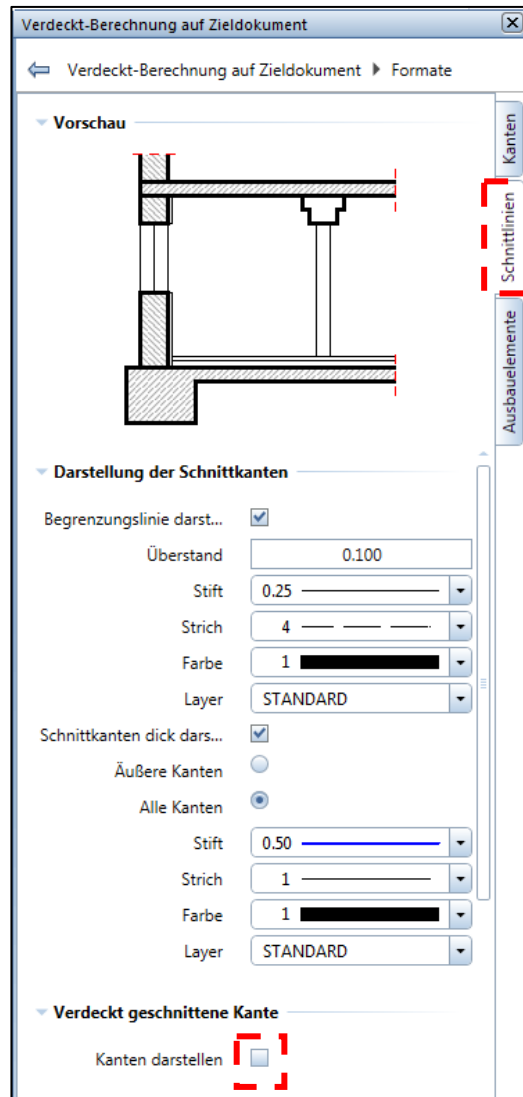 Verdeckt-Berechnung auf Zieldokument
Verdeckt-Berechnung auf Zieldokument Formate
Kanten
Schnittlinien
Ausbauelemente
Vorschau
Darstellung der Schnittkanten
Begrenzungslinie darst...
Überstand 0.100
Stift 0.25
Strich 4
Farbe 1
Layer STANDARD
Schnittkanten dick dars...
Äußere Kanten
Alle Kanten
Stift 0.50
Strich 1
Farbe 1
Layer STANDARD
Verdeckt geschnittene Kante
Kanten darstellen